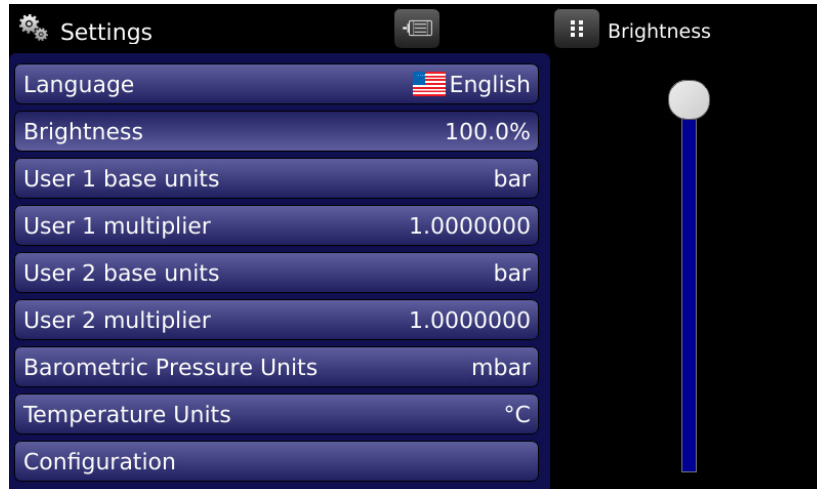 Settings
Brightness
Language English
Brightness 100.0%
User 1 base units bar
User 1 multiplier 1.0000000
User 2 base units bar
User 2 multiplier 1.0000000
Barometric Pressure Units mbar
Temperature Units °C
Configuration